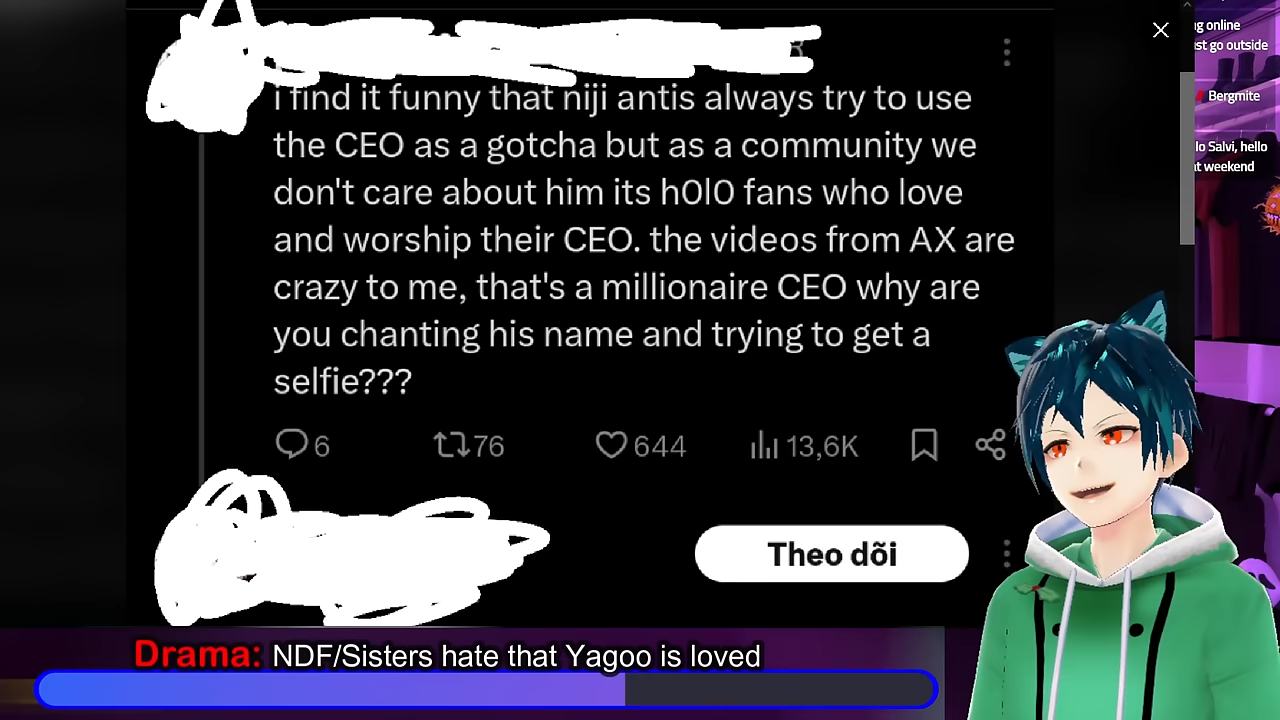 i find it funny that niji antis always try to use
the CEO as a gotcha but as a community we
don't care about him its h0l0 fans who love
and worship their CEO. the videos from AX are
crazy to me, that's a millionaire CEO why are
you chanting his name and trying to get a
selfie???
6 76 644 13,6K
Theo dõi
Drama: NDF/Sisters hate that Yagoo is loved
online
go outside
Bergmite
Salvi, hello
weekend